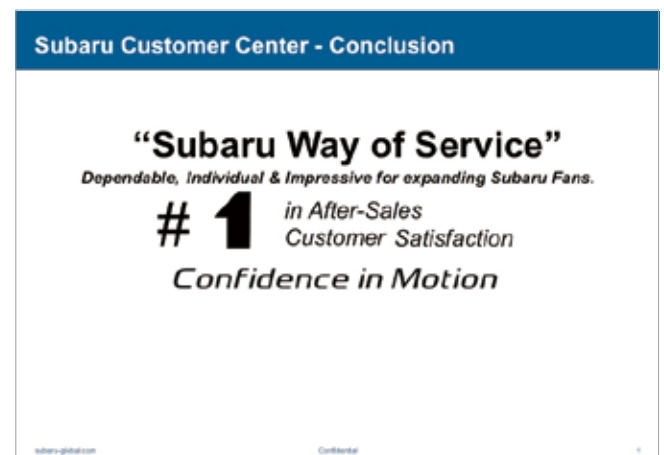 Subaru Customer Center - Conclusion
“Subaru Way of Service”
Dependable, Individual & Impressive for expanding Subaru Fans.
# 1 in After-Sales
Customer Satisfaction
Confidence in Motion
subaru-global.com Confidential 1